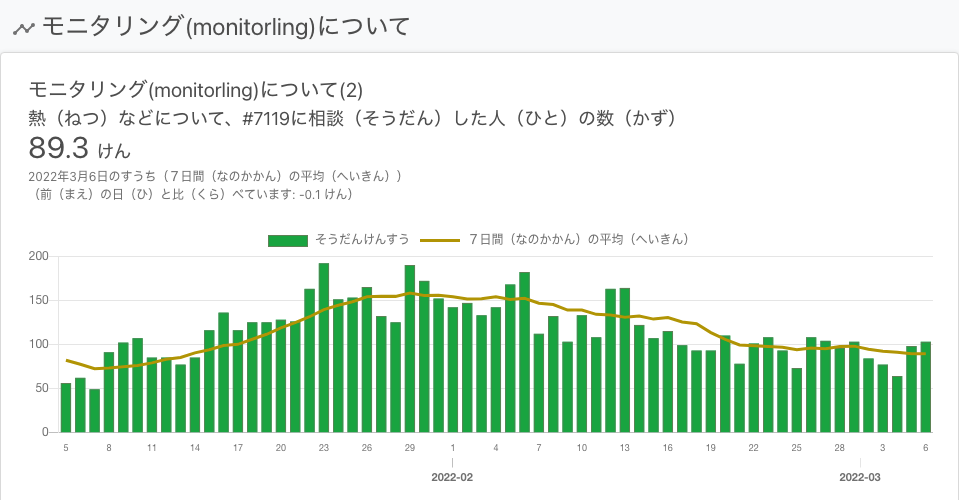 モニタリング(monitorling)について
モニタリング(monitorling)について(2)
熱（ねつ）などについて、#7119に相談（そうだん）した人（ひと）の数（かず）
89.3 けん
2022年3月6日のすうち（７日間（なのかかん）の平均（へいきん））
（前（まえ）の日（ひ）と比（くら）べています: -0.1 けん）
そうだんけんすう ７日間（なのかかん）の平均（へいきん）
200
150
100
50
0
5 8 11 14 17 20 23 26 29 1 4 7 10 13 16 19 22 25 28 3 6
2022-02 2022-03